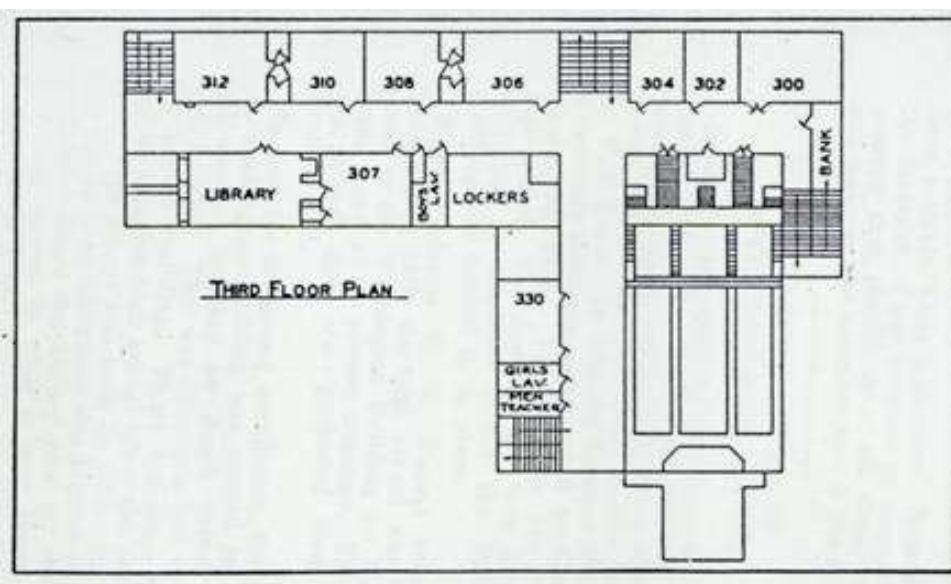 312
310
308
306
304
302
300
BANK
LIBRARY
307
BOYS
LAV.
LOCKERS
THIRD FLOOR PLAN
330
GIRLS
LAV.
MEN
TEACHER